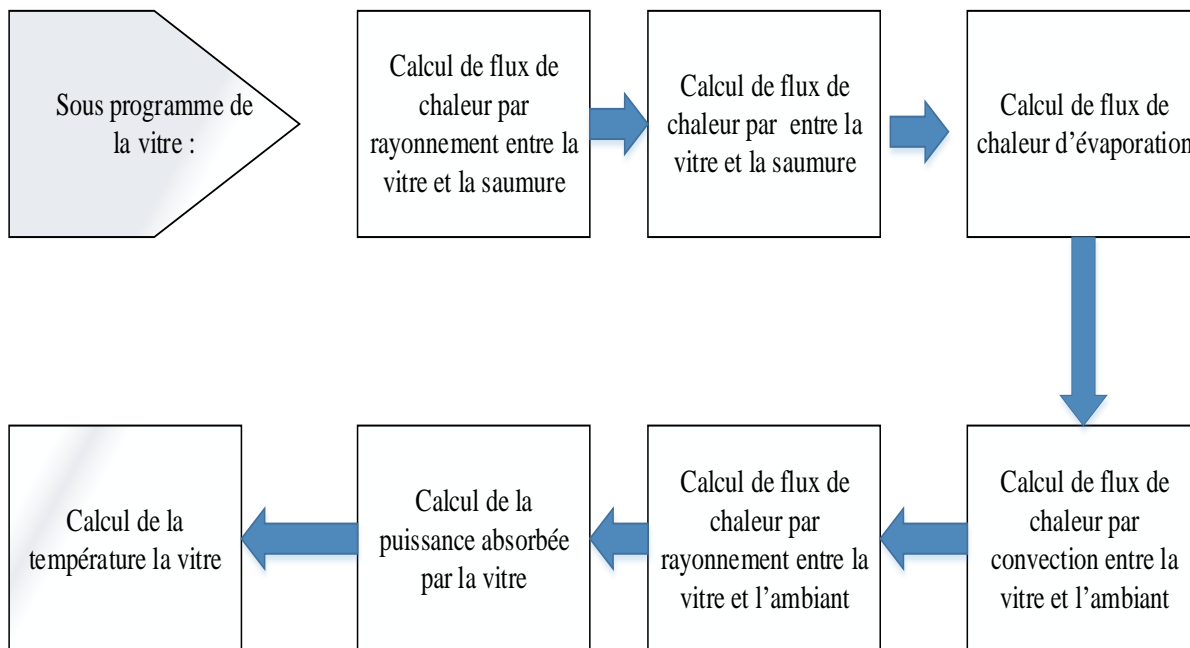 Sous programme de
la vitre :
Calcul de flux de
chaleur par
rayonnement entre la
vitre et la saumure
Calcul de flux de
chaleur par  entre la
vitre et la saumure
Calcul de flux de
chaleur d’évaporation
Calcul de flux de
chaleur par
convection entre la
vitre et l’ambiant
Calcul de flux de
chaleur par
rayonnement entre la
vitre et l’ambiant
Calcul de la
puissance absorbée
par la vitre
Calcul de la
température la vitre